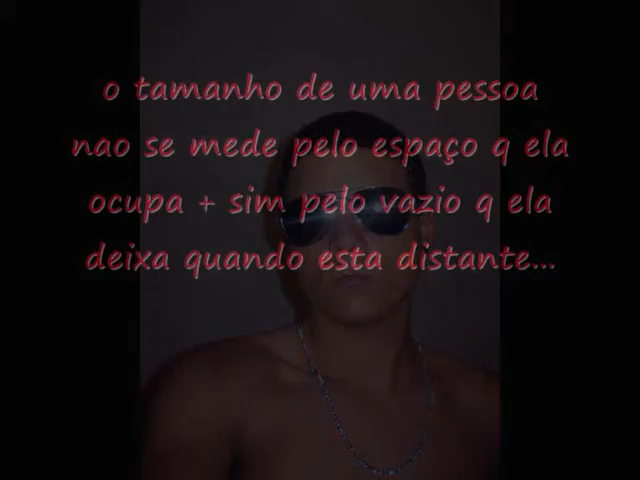 o tamanho de uma pessoa
nao se mede pelo espaço q ela
ocupa + sim pelo vazio q ela
deixa quando esta distante...